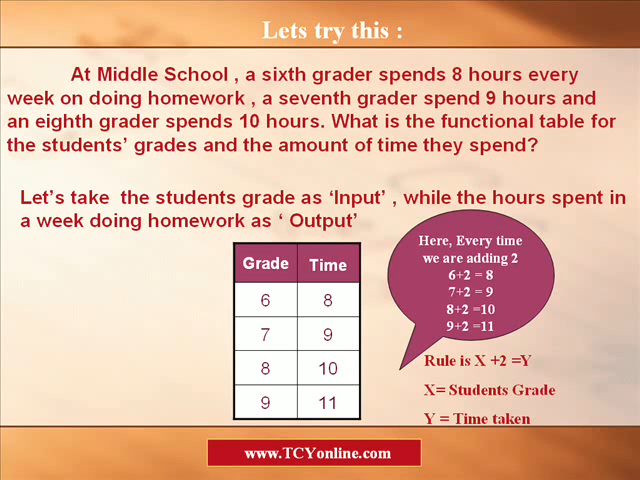 Lets try this :
At Middle School , a sixth grader spends 8 hours every
week on doing homework , a seventh grader spend 9 hours and
an eighth grader spends 10 hours. What is the functional table for
the students' grades and the amount of time they spend?
Let's take the students grade as 'Input' , while the hours spent in
a week doing homework as ' Output'
Grade Time
6 8
7 9
8 10
9 11
Here, Every time
we are adding 2
6+2 = 8
7+2 = 9
8+2 =10
9+2 =11
Rule is X +2 =Y
X= Students Grade
Y = Time taken
www.TCYonline.com